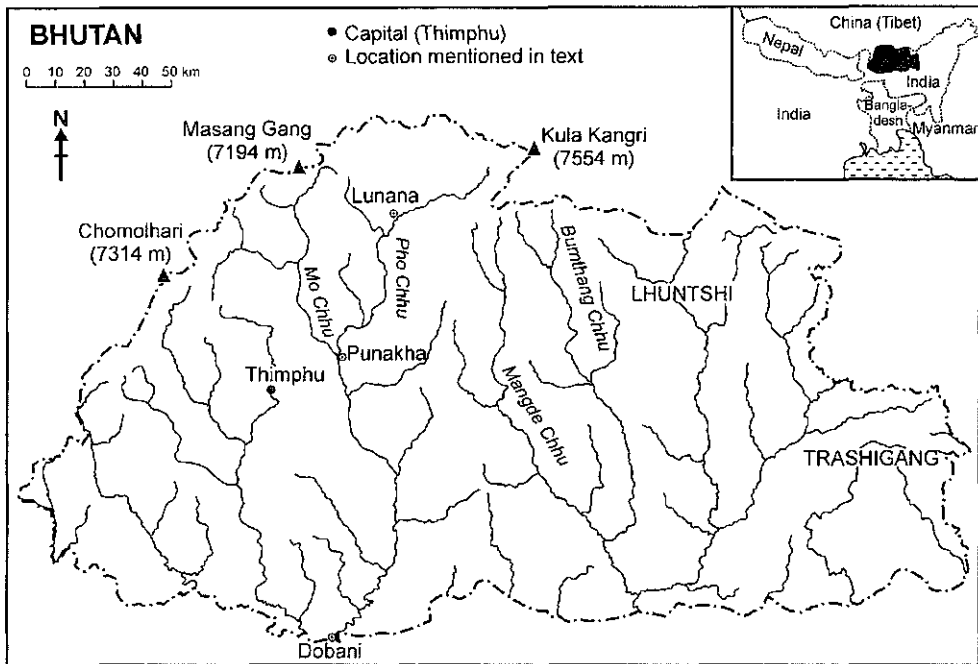 BHUTAN
0 10 20 30 40 50 km
N
Capital (Thimphu)
Location mentioned in text
China (Tibet)
Nepal
India
Bangla
desh
India
Myanmar
Masang Gang
(7194 m)
Kula Kangri
(7554 m)
Lunana
Chomolhari
(7314 m)
Mo Chhu
Pho Chhu
Bumthang Chhu
LHUNTSHI
Punakha
Thimphu
Mangde Chhu
TRASHIGANG
Dobani